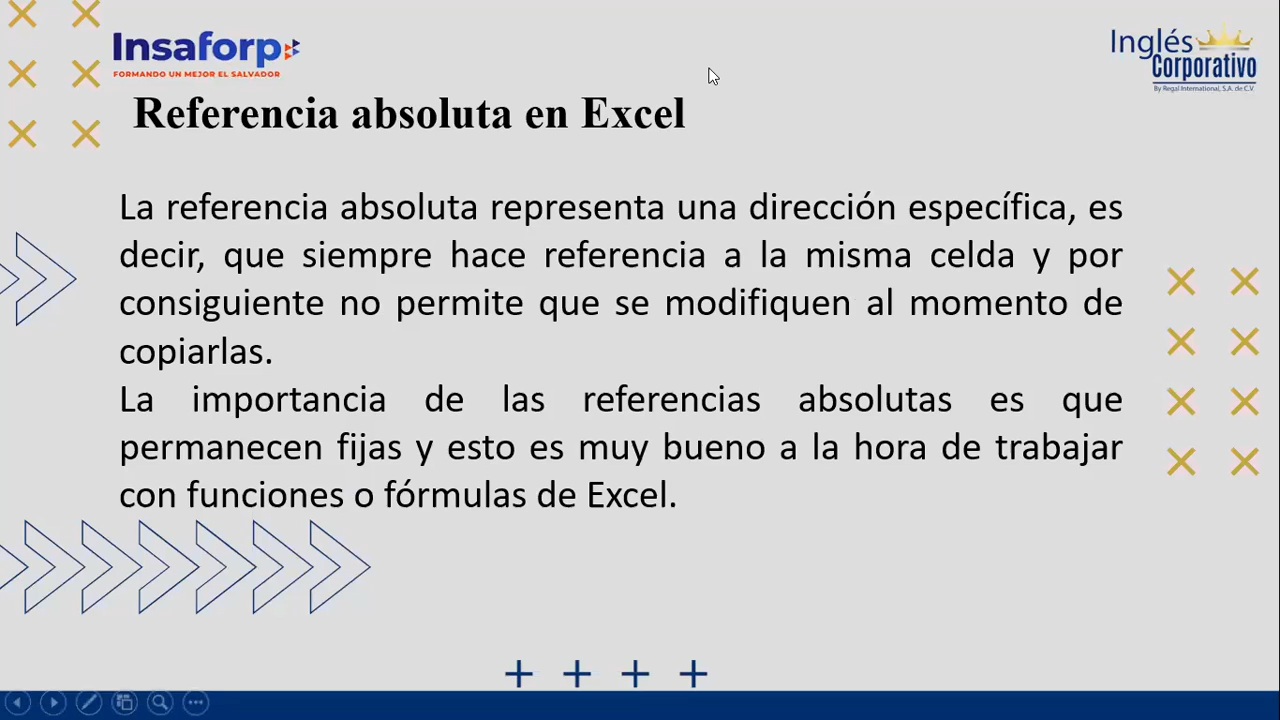 Insaforp
FORMANDO UN MEJOR EL SALVADOR
Inglés
Corporativo
By Regal International, S.A. de C.V.
Referencia absoluta en Excel
La referencia absoluta representa una dirección específica, es
decir, que siempre hace referencia a la misma celda y por
consiguiente no permite que se modifiquen al momento de
copiarlas.
La importancia de las referencias absolutas es que
permanecen fijas y esto es muy bueno a la hora de trabajar
con funciones o fórmulas de Excel.